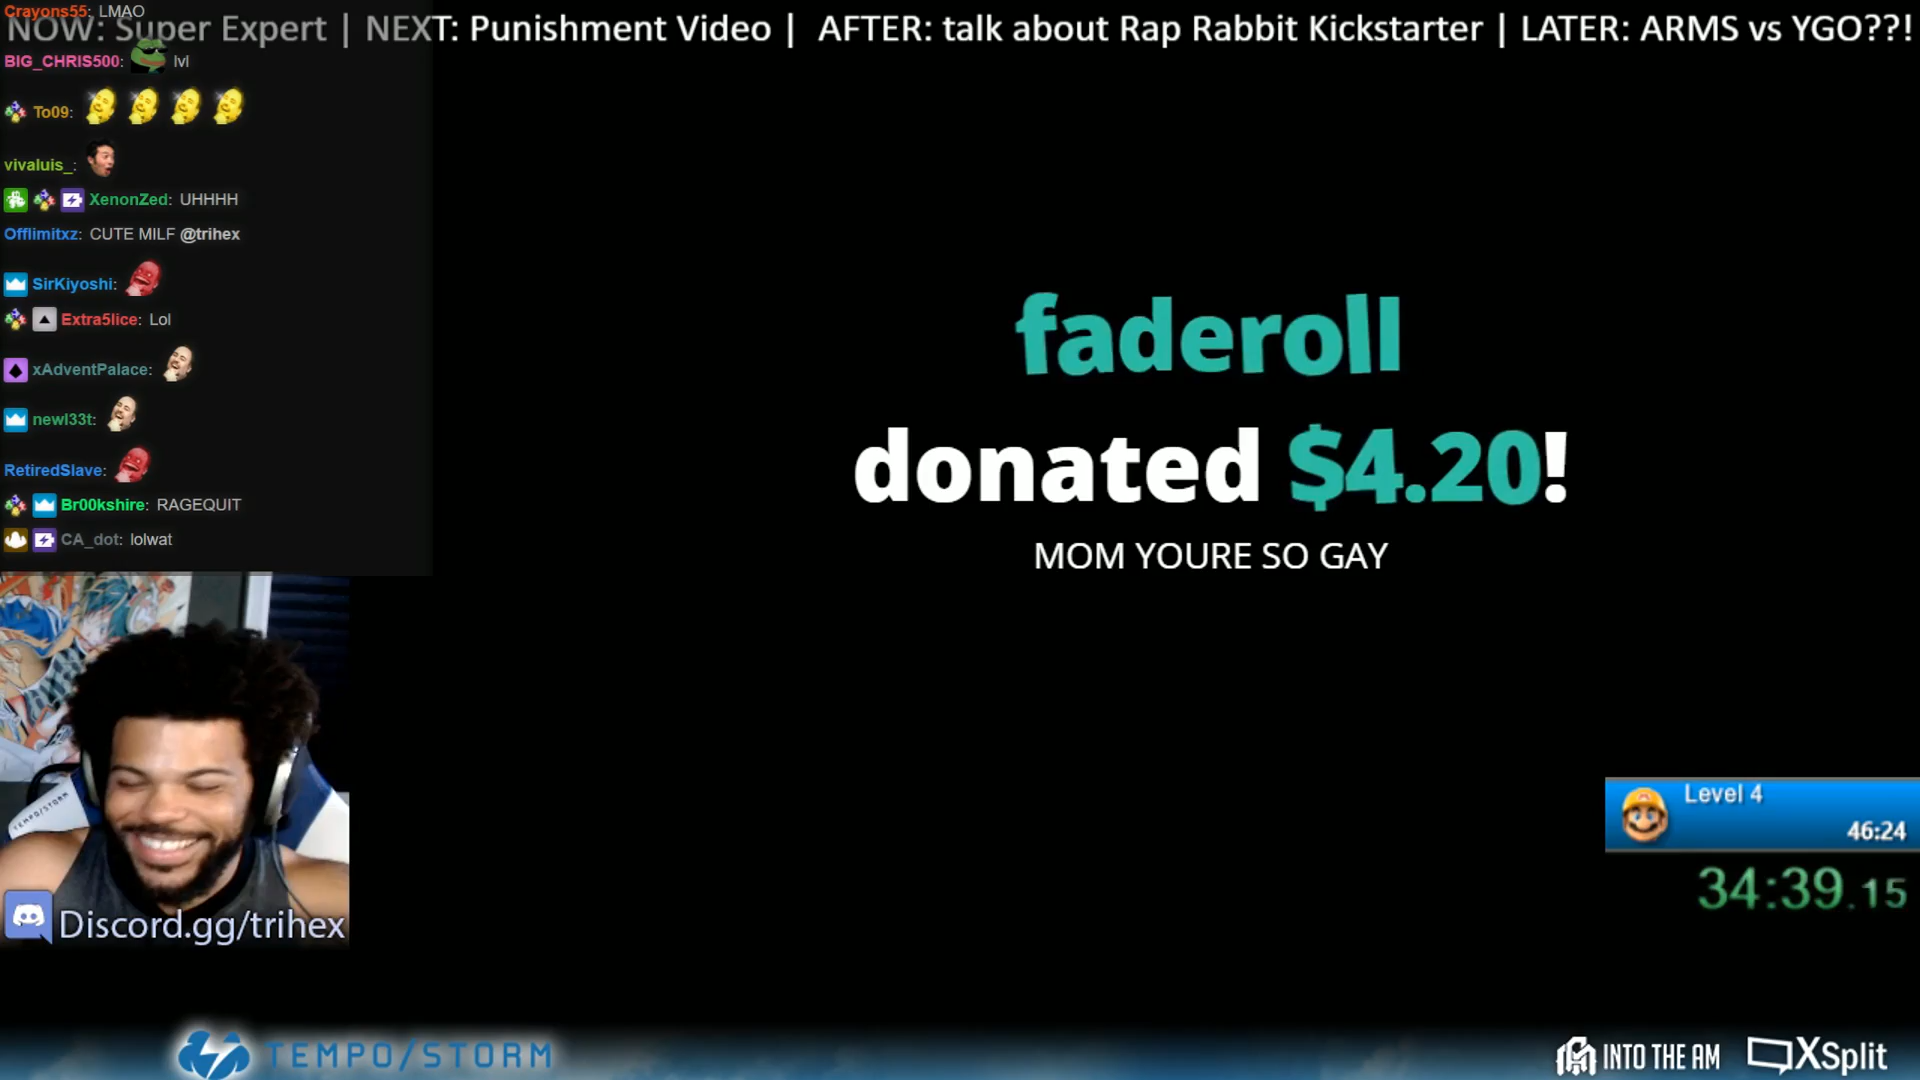 NOW: Super Expert | NEXT: Punishment Video | AFTER: talk about Rap Rabbit Kickstarter | LATER: ARMS vs YGO??!
Crayons55: LMAO
BIG_CHRIS500: lvl
To09:
vivaluis_:
XenonZed: UHHHH
Offlimitxz: CUTE MILF @trihex
SirKiyoshi:
Extra5lice: Lol
xAdventPalace:
newl33t:
RetiredSlave:
Br00kshire: RAGEQUIT
CA_dot: lolwat
faderoll
donated $4.20!
MOM YOURE SO GAY
TEMPO/STORM
Discord.gg/trihex
Level 4
46:24
34:39.15
TEMPO/STORM
INTO THE AM
XSplit